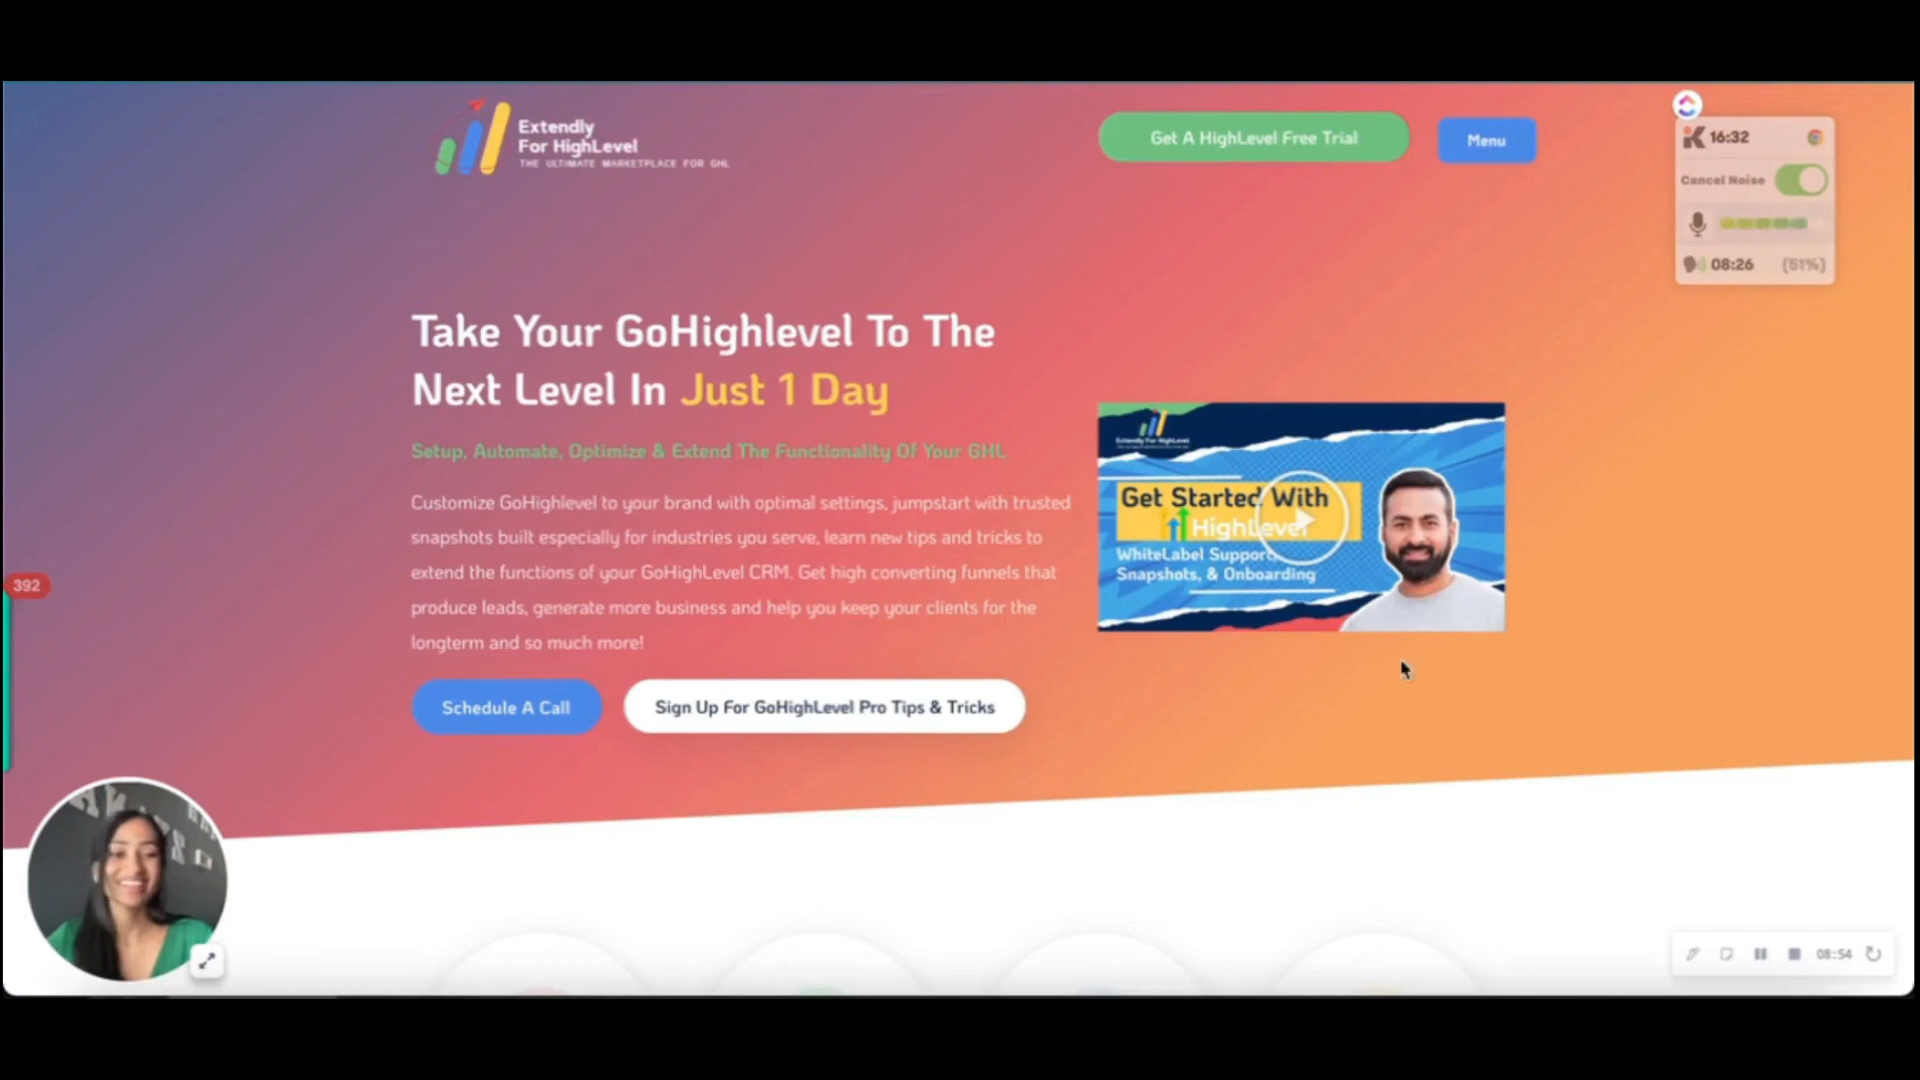 Extendly
For HighLevel
THE ULTIMATE MARKETPLACE FOR GHL
Get A HighLevel Free Trial
Menu
16:32
Cancel Noise
08:26 (51%)
Take Your GoHighlevel To The
Next Level In Just 1 Day
Setup, Automate, Optimize & Extend The Functionality Of Your GHL
Customize GoHighlevel to your brand with optimal settings, jumpstart with trusted
snapshots built especially for industries you serve, learn new tips and tricks to
extend the functions of your GoHighLevel CRM. Get high converting funnels that
produce leads, generate more business and help you keep your clients for the
longterm and so much more!
Schedule A Call
Sign Up For GoHighLevel Pro Tips & Tricks
Extendly For HighLevel
Get Started With
HighLevel
WhiteLabel Support,
Snapshots, & Onboarding
392
08:54